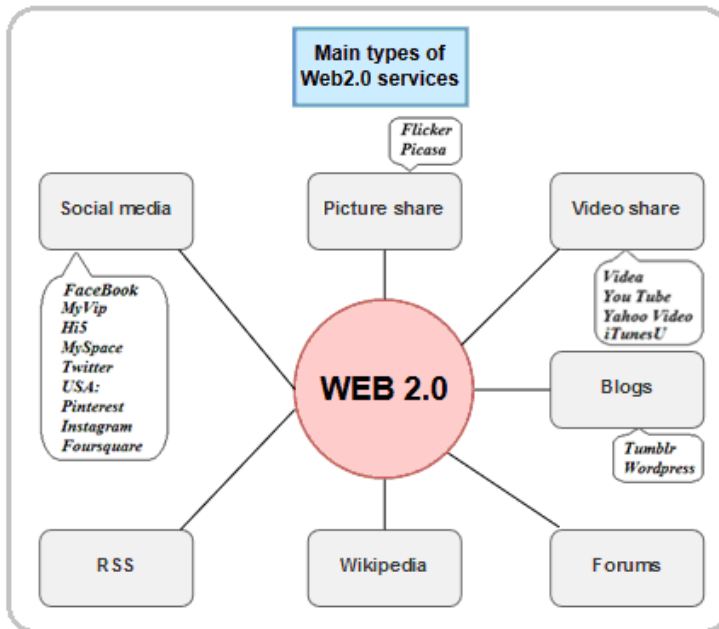 Main types of
Web2.0 services
Flicker
Picasa
Social media
Picture share
Video share
FaceBook
MyVip
Hi5
MySpace
Twitter
USA:
Pinterest
Instagram
Foursquare
Videa
You Tube
Yahoo Video
iTunesU
WEB 2.0
Blogs
Tumblr
Wordpress
RSS
Wikipedia
Forums